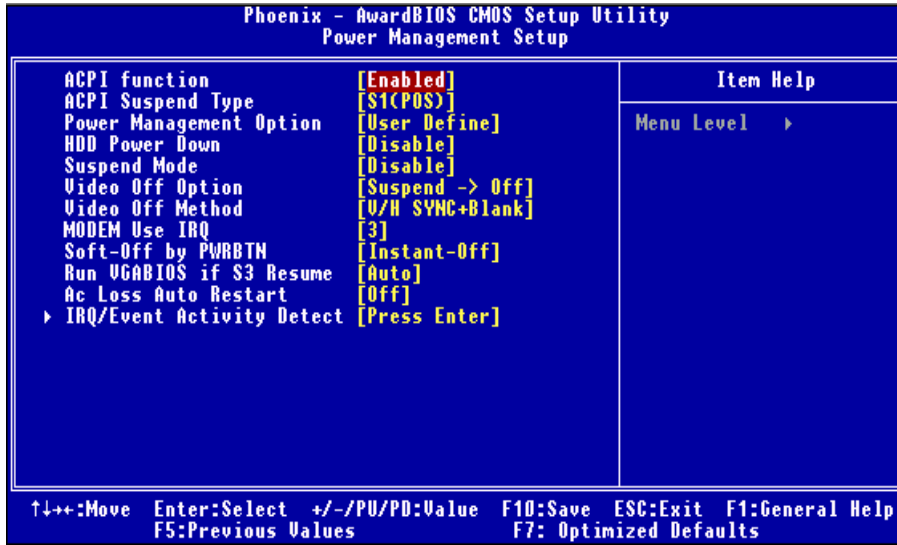 Phoenix - AwardBIOS CMOS Setup Utility
Power Management Setup
ACPI function [Enabled]
ACPI Suspend Type [S1(POS)]
Power Management Option [User Define]
HDD Power Down [Disable]
Suspend Mode [Disable]
Video Off Option [Suspend -> Off]
Video Off Method [V/H SYNC+Blank]
MODEM Use IRQ [3]
Soft-Off by PWRBTN [Instant-Off]
Run VGABIOS if S3 Resume [Auto]
Ac Loss Auto Restart [Off]
▸ IRQ/Event Activity Detect [Press Enter]
Item Help
Menu Level ▸
↑↓→←:Move Enter:Select +/-/PU/PD:Value F10:Save ESC:Exit F1:General Help
F5:Previous Values F7: Optimized Defaults